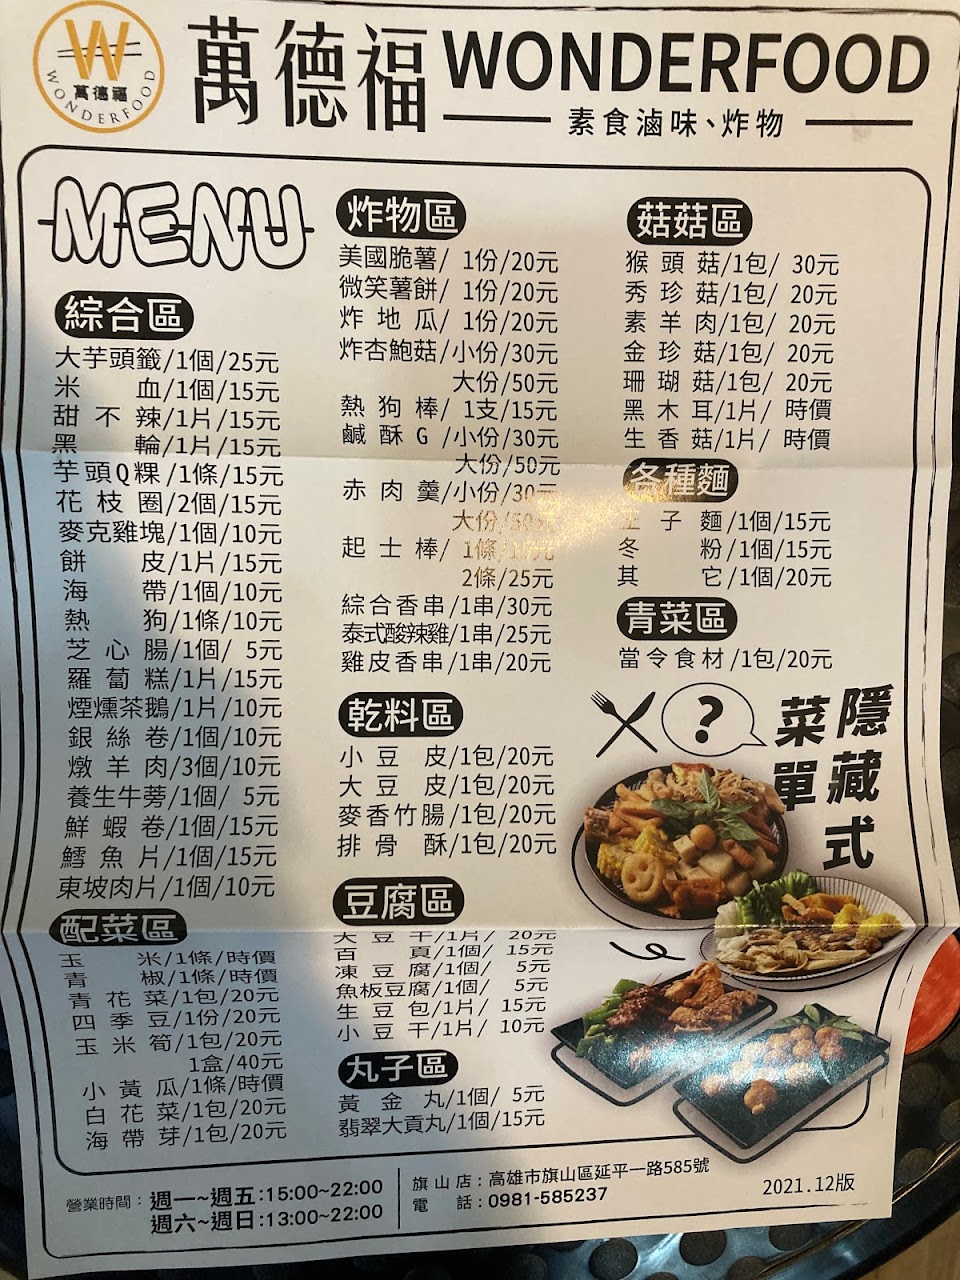 萬德福 WONDERFOOD
素食滷味、炸物
W
萬德福
WONDERFOOD
MENU
綜合區
大芋頭籤/1個/25元
米血/1個/15元
甜不辣/1片/15元
黑輪/1片/15元
芋頭Q粿/1條/15元
花枝圈/2個/15元
麥克雞塊/1個/10元
餅皮/1片/15元
海帶/1個/10元
熱狗/1條/10元
芝心腸/1個/ 5元
羅蔔糕/1片/15元
煙燻茶鵝/1片/10元
銀絲卷/1個/10元
燉羊肉/3個/10元
養生牛蒡/1個/ 5元
鮮蝦卷/1個/15元
鱈魚片/1個/15元
東坡肉片/1個/10元
配菜區
玉米/1條/時價
青椒/1條/時價
青花菜/1包/20元
四季豆/1份/20元
玉米筍/1包/20元
1盒/40元
小黃瓜/1條/時價
白花菜/1包/20元
海帶芽/1包/20元
炸物區
美國脆薯/ 1份/20元
微笑薯餅/ 1份/20元
炸地瓜/ 1份/20元
炸杏鮑菇/小份/30元
大份/50元
熱狗棒/ 1支/15元
鹹酥G /小份/30元
大份/50元
赤肉羹/小份/30元
大份/50元
起士棒/ 1條/
2條/25元
綜合香串/1串/30元
泰式酸辣雞/1串/25元
雞皮香串/1串/20元
乾料區
小豆皮/1包/20元
大豆皮/1包/20元
麥香竹腸/1包/20元
排骨酥/1包/20元
豆腐區
大豆干/1片/ 20元
百頁/1個/ 15元
凍豆腐/1個/ 5元
魚板豆腐/1個/ 5元
生豆包/1片/ 15元
小豆干/1片/ 10元
丸子區
黃金丸/1個/ 5元
翡翠大貢丸/1個/15元
菇菇區
猴頭菇/1包/ 30元
秀珍菇/1包/ 20元
素羊肉/1包/ 20元
金珍菇/1包/ 20元
珊瑚菇/1包/ 20元
黑木耳/1片/ 時價
生香菇/1片/ 時價
各種麵
王子麵/1個/15元
冬粉/1個/15元
其它/1個/20元
青菜區
當令食材/1包/20元
?
隱藏式
菜單
營業時間：週一~週五:15:00~22:00
週六~週日:13:00~22:00
旗山店：高雄市旗山區延平一路585號
電話：0981-585237
2021.12版